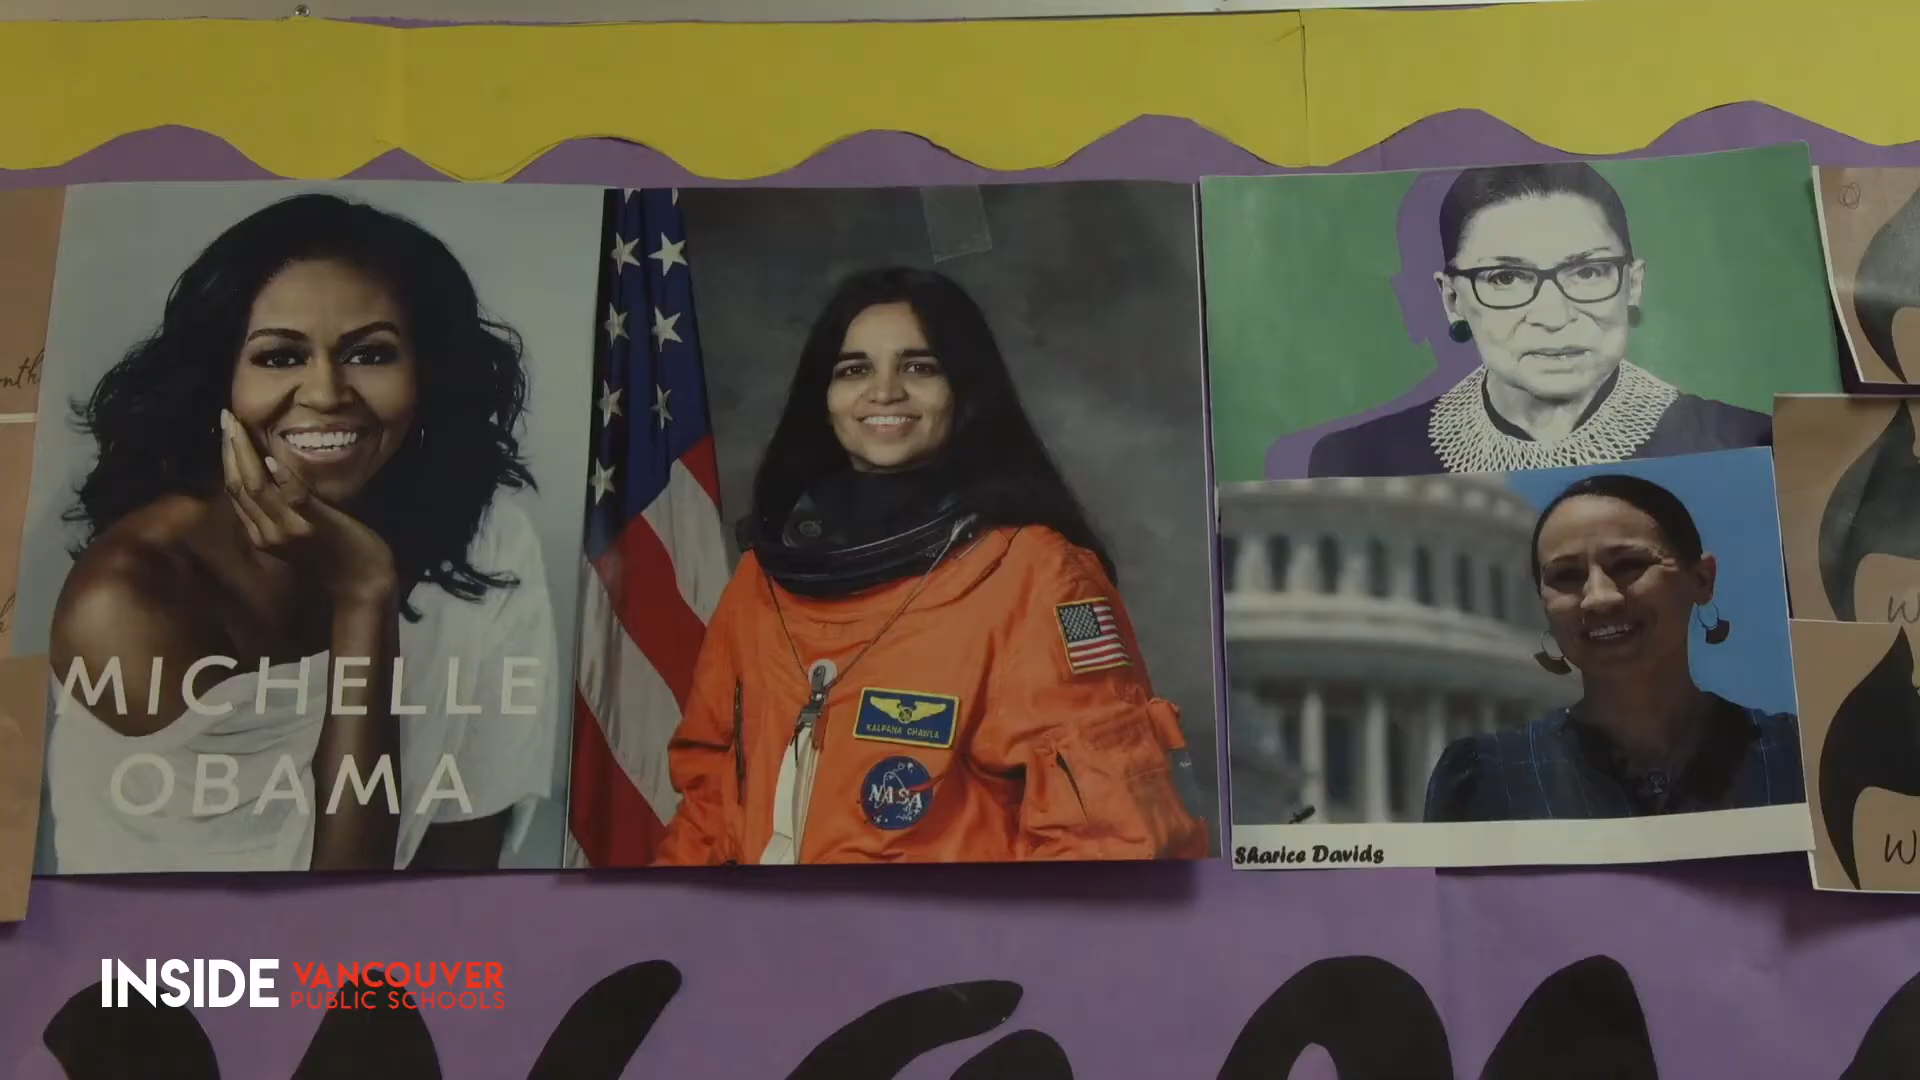 MICHELLE
OBAMA
KALPANA CHAWLA
NASA
Sharice Davids
INSIDE VANCOUVER
PUBLIC SCHOOLS
W
W